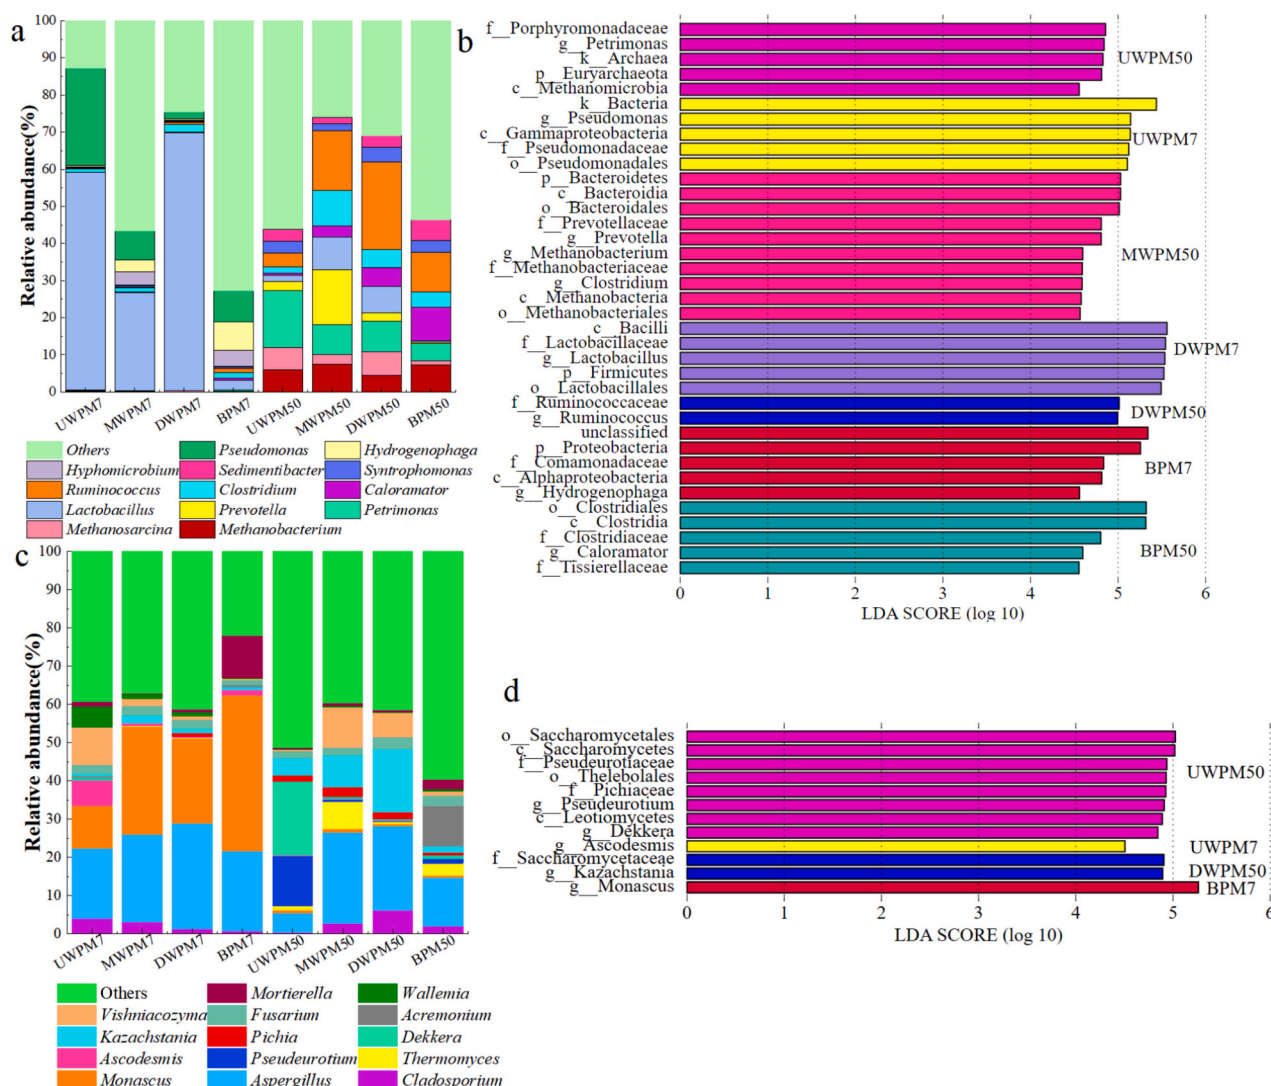 a
Relative abundance(%)
100
90
80
70
60
50
40
30
20
10
0
UWPM7
MWPM7
DWPM7
BPM7
UWPM50
MWPM50
DWPM50
BPM50
Others
Pseudomonas
Hydrogenophaga
Hyphomicrobium
Sedimentibacter
Syntrophomonas
Ruminococcus
Clostridium
Caloramator
Lactobacillus
Prevotella
Petrimonas
Methanosarcina
Methanobacterium
b
f__Porphyromonadaceae
g__Petrimonas
k__Archaea
p__Euryarchaeota
c__Methanomicrobia
k__Bacteria
g__Pseudomonas
c__Gammaproteobacteria
f__Pseudomonadaceae
o__Pseudomonadales
p__Bacteroidetes
c__Bacteroidia
o__Bacteroidales
f__Prevotellaceae
g__Prevotella
g__Methanobacterium
f__Methanobacteriaceae
g__Clostridium
c__Methanobacteria
o__Methanobacteriales
c__Bacilli
f__Lactobacillaceae
g__Lactobacillus
p__Firmicutes
o__Lactobacillales
f__Ruminococcaceae
g__Ruminococcus
unclassified
p__Proteobacteria
f__Comamonadaceae
c__Alphaproteobacteria
g__Hydrogenophaga
o__Clostridiales
c__Clostridia
f__Clostridiaceae
g__Caloramator
f__Tissierellaceae
UWPM50
UWPM7
MWPM50
DWPM7
DWPM50
BPM7
BPM50
0 1 2 3 4 5 6
LDA SCORE (log 10)
c
Relative abundance(%)
100
90
80
70
60
50
40
30
20
10
0
UWPM7
MWPM7
DWPM7
BPM7
UWPM50
MWPM50
DWPM50
BPM50
Others
Mortierella
Wallemia
Vishniacozyma
Fusarium
Acremonium
Kazachstania
Pichia
Dekkera
Ascodesmis
Pseudeurotium
Thermomyces
Monascus
Aspergillus
Cladosporium
d
o__Saccharomycetales
c__Saccharomycetes
f__Pseudeurotiaceae
o__Thelebolales
f__Pichiaceae
g__Pseudeurotium
c__Leotiomycetes
g__Dekkera
g__Ascodesmis
f__Saccharomycetaceae
g__Kazachstania
g__Monascus
UWPM50
UWPM7
DWPM50
BPM7
0 1 2 3 4 5 6
LDA SCORE (log 10)